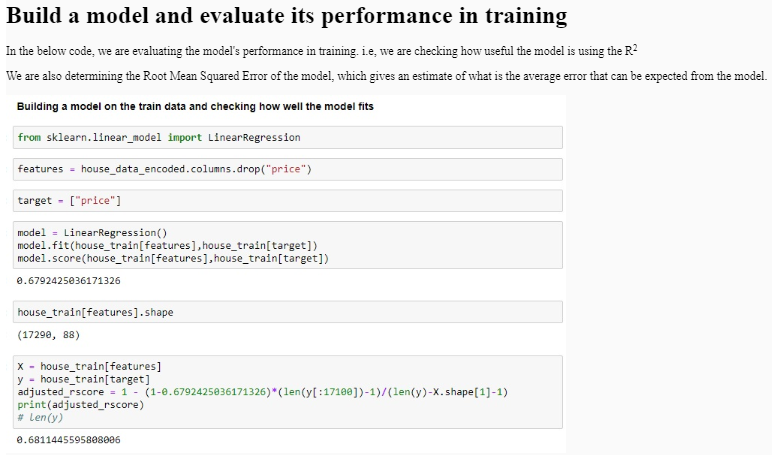 Build a model and evaluate its performance in training
In the below code, we are evaluating the model's performance in training. i.e, we are checking how useful the model is using the R²
We are also determining the Root Mean Squared Error of the model, which gives an estimate of what is the average error that can be expected from the model.
Building a model on the train data and checking how well the model fits
from sklearn.linear_model import LinearRegression
features = house_data_encoded.columns.drop("price")
target = ["price"]
model = LinearRegression()
model.fit(house_train[features],house_train[target])
model.score(house_train[features],house_train[target])
0.6792425036171326
house_train[features].shape
(17290, 88)
X = house_train[features]
y = house_train[target]
adjusted_rscore = 1 - (1-0.6792425036171326)*(len(y[:17100])-1)/(len(y)-X.shape[1]-1)
print(adjusted_rscore)
# len(y)
0.6811445595808006